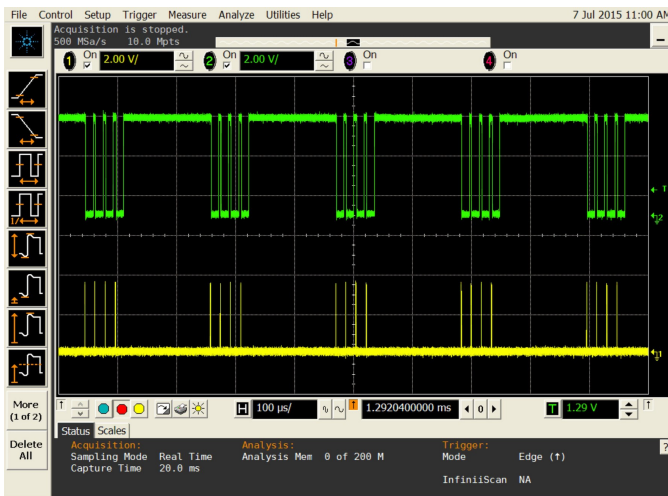 File Control Setup Trigger Measure Analyze Utilities Help 7 Jul 2015 11:00 AM
Acquisition is stopped.
500 MSa/s 10.0 Mpts
1 On 2.00 V/ 2 On 2.00 V/ 3 On 4 On
T
2
1
1/
More
(1 of 2)
Delete
All
H 100 µs/ T 1.2920400000 ms 0 T 1.29 V
Status Scales
Acquisition: Analysis: Trigger:
Sampling Mode Real Time Analysis Mem 0 of 200 M Mode Edge (↑)
Capture Time 20.0 ms
InfiniiScan NA
?